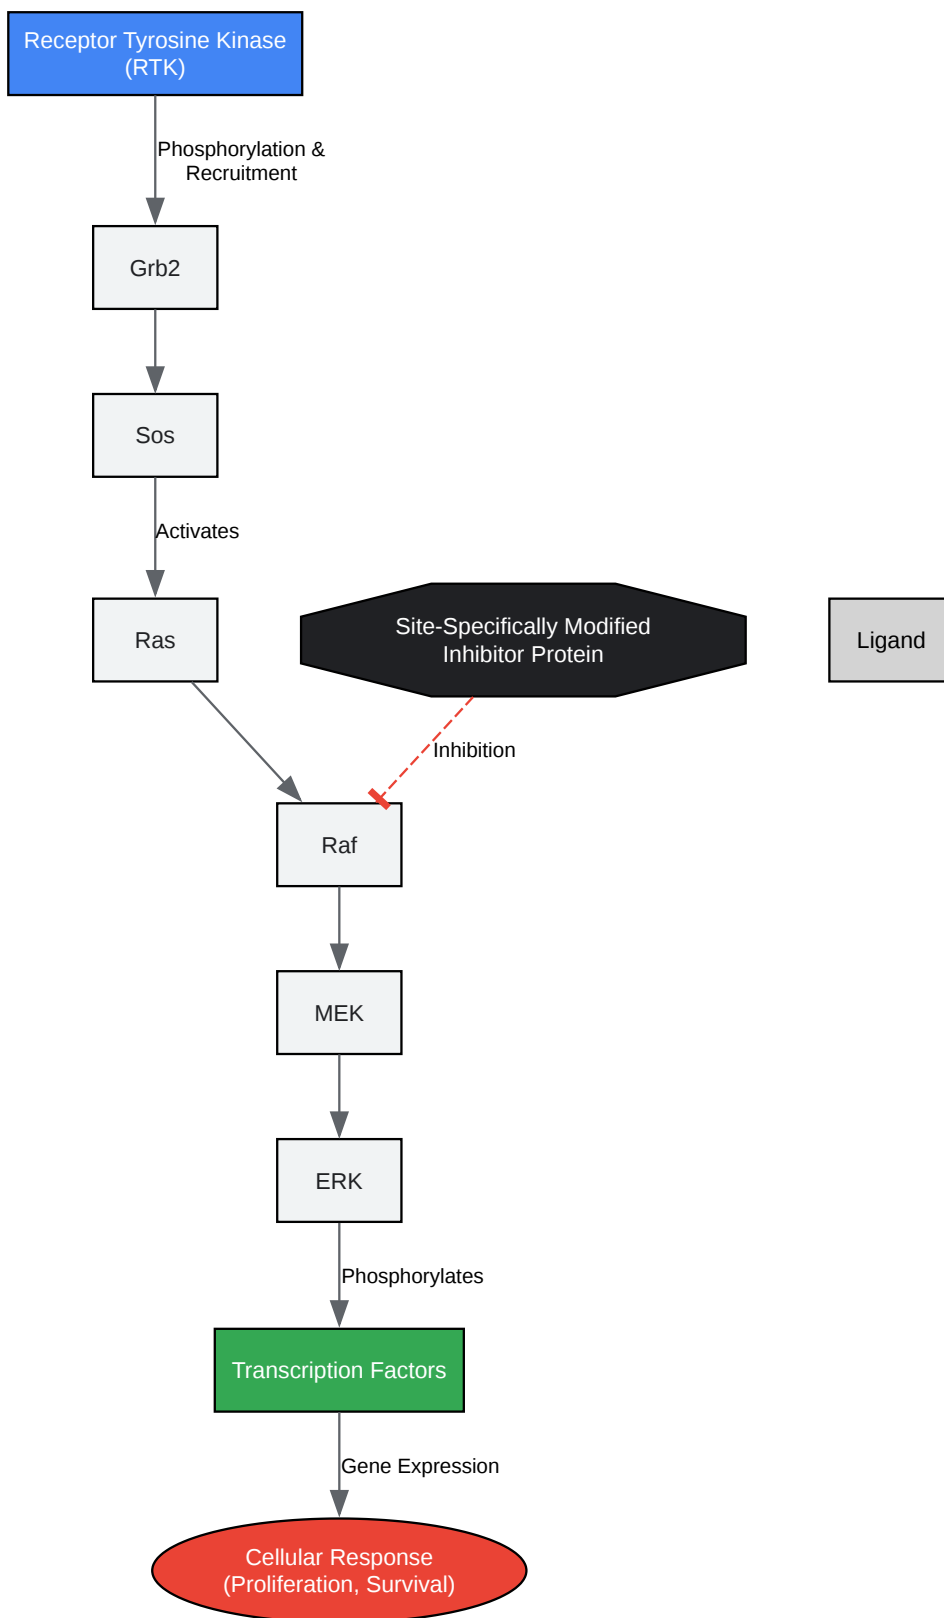 Receptor Tyrosine Kinase
(RTK)
Phosphorylation &
Recruitment
Grb2
Sos
Activates
Ras
Site-Specifically Modified
Inhibitor Protein
Ligand
Inhibition
Raf
MEK
ERK
Phosphorylates
Transcription Factors
Gene Expression
Cellular Response
(Proliferation, Survival)